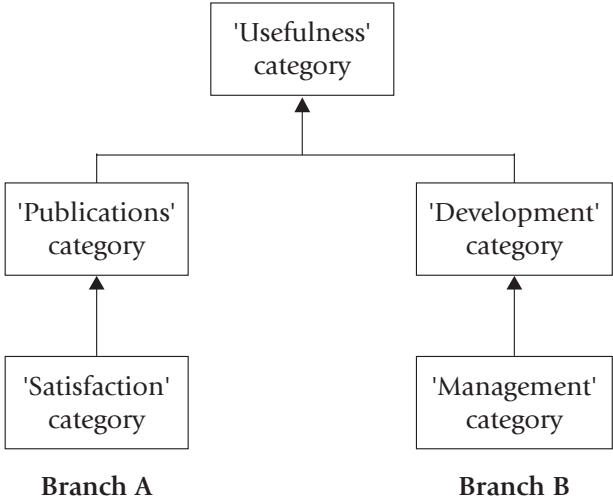 'Usefulness'
category
'Publications'
category
'Development'
category
'Satisfaction'
category
'Management'
category
Branch A
Branch B